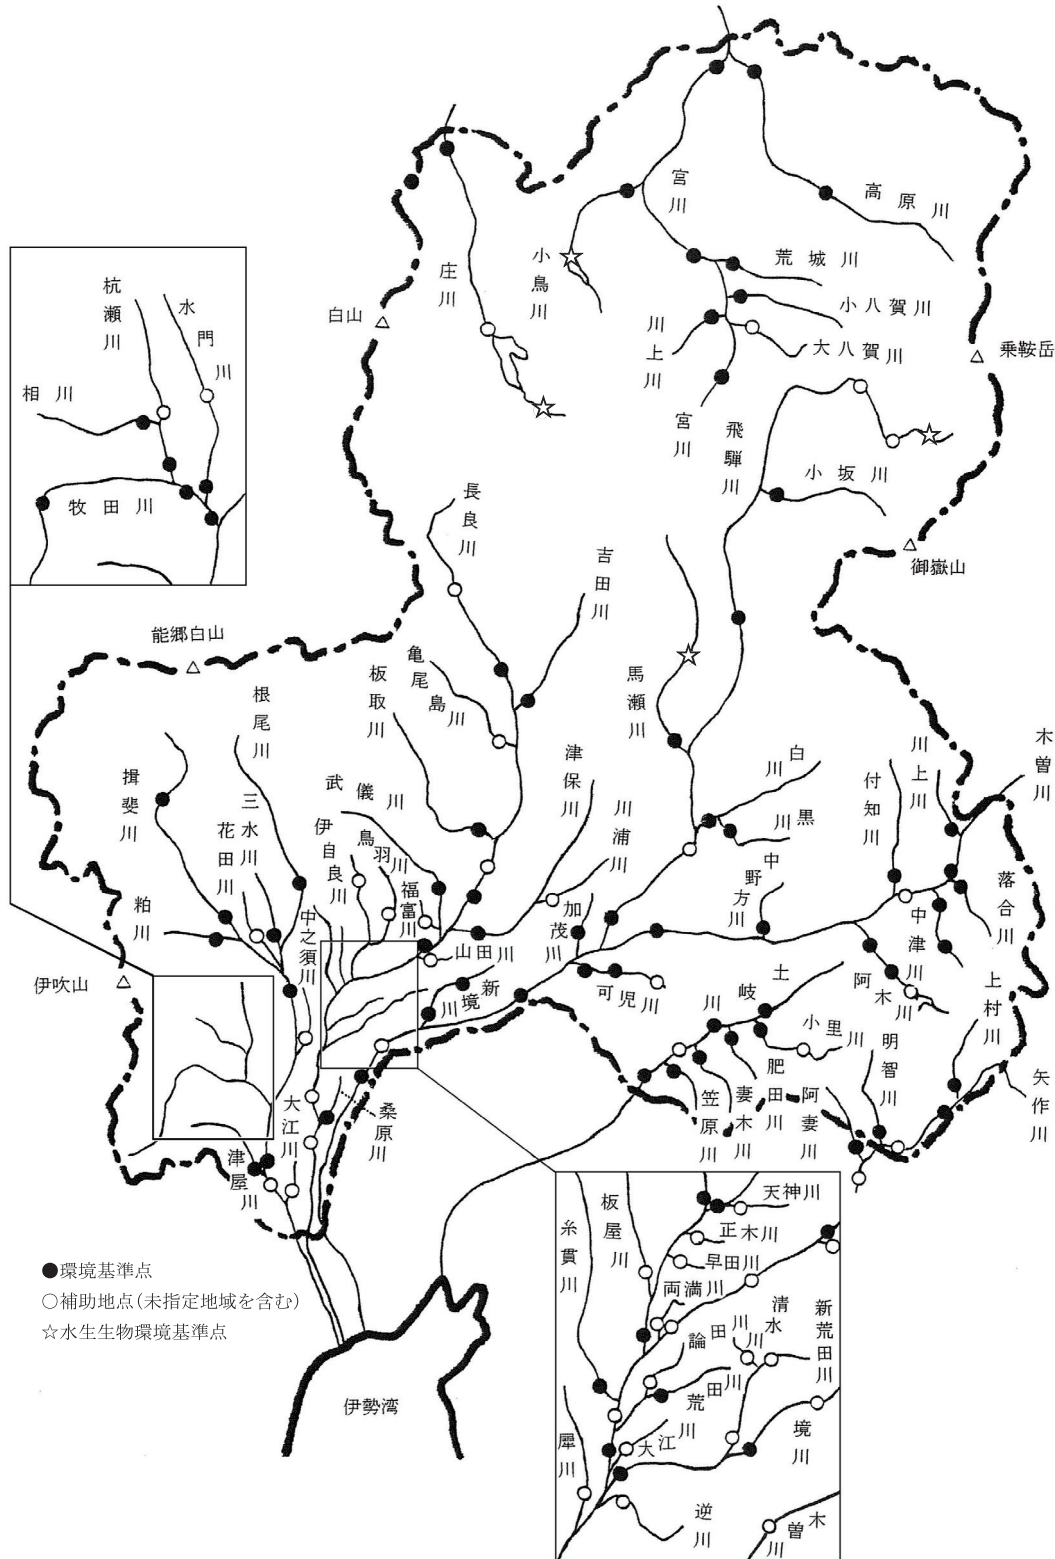 宮川
高原川
小鳥川
庄川
荒城川
小八賀川
川上川
大八賀川
宮川
白山
乗鞍岳
飛騨川
小坂川
御嶽山
杭瀬川
水門川
相川
牧田川
長良川
吉田川
能郷白山
亀尾島川
板取川
根尾川
馬瀬川
揖斐川
三水川
花田川
武儀川
伊自良川
鳥羽川
福富川
津保川
川浦川
白川
黒川
付知川
川上川
木曽川
中野方川
落合川
粕川
中之須川
山田川
加茂川
可児川
新境川
中津川
阿木川
伊吹山
土岐川
小里川
明智川
上村川
矢作川
大江川
桑原川
笠原川
妻木川
肥田川
阿妻川
津屋川
●環境基準点
○補助地点(未指定地域を含む)
☆水生生物環境基準点
伊勢湾
糸貫川
板屋川
天神川
正木川
早田川
両満川
論田川
清水川
新荒田川
荒田川
境川
大江川
犀川
逆川
木曽川